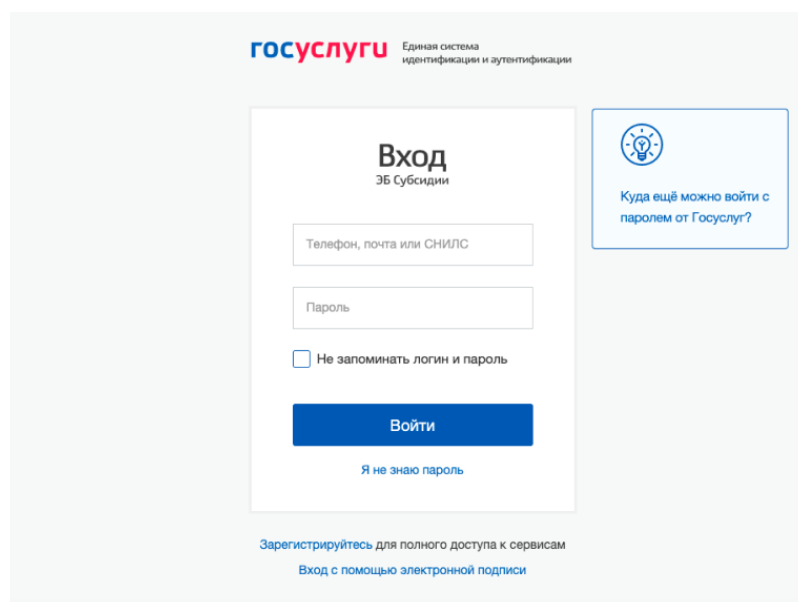 госуслуги
Единая система
идентификации и аутентификации
Вход
ЭБ Субсидии
Телефон, почта или СНИЛС
Пароль
Не запоминать логин и пароль
Войти
Я не знаю пароль
Куда ещё можно войти с
паролем от Госуслуг?
Зарегистрируйтесь для полного доступа к сервисам
Вход с помощью электронной подписи